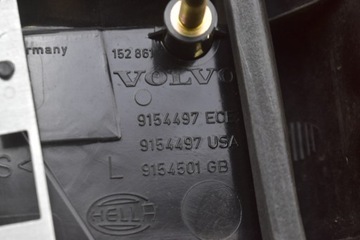 rmany 152 861
VOLVO
9154497 ECE
9154497 USA
L 9154501 GB
HELLA